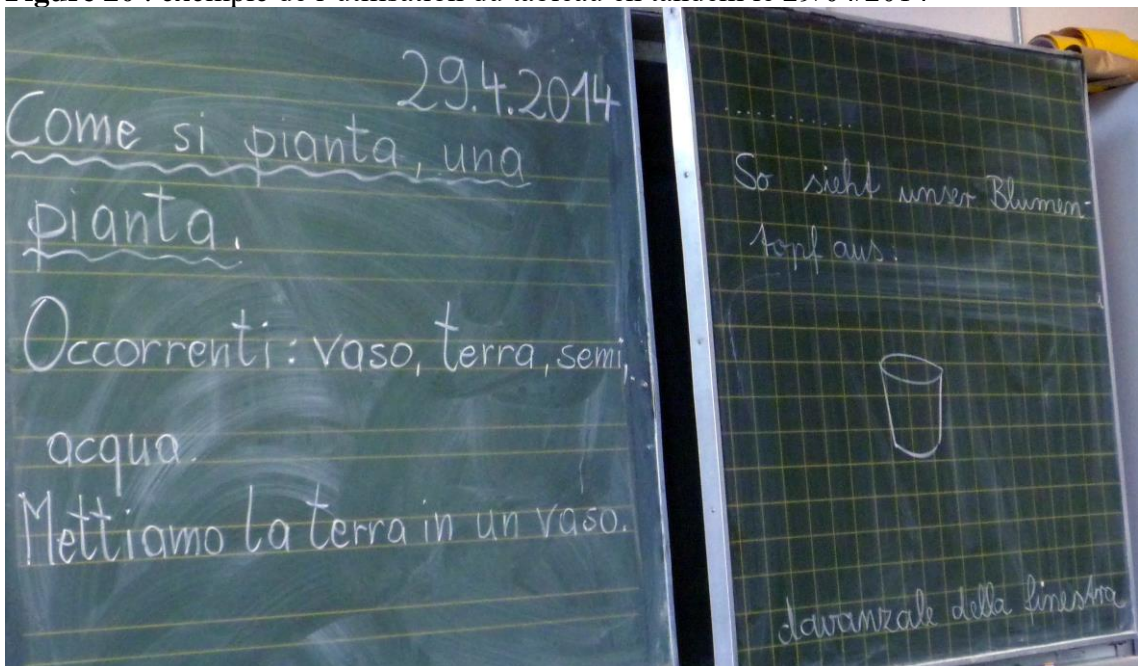 29.4.2014
Come si pianta, una
pianta.
Occorrenti: vaso, terra, semi,
acqua.
Mettiamo la terra in un vaso.
...........
So sieht unser Blumen-
topf aus.
davanzale della finestra